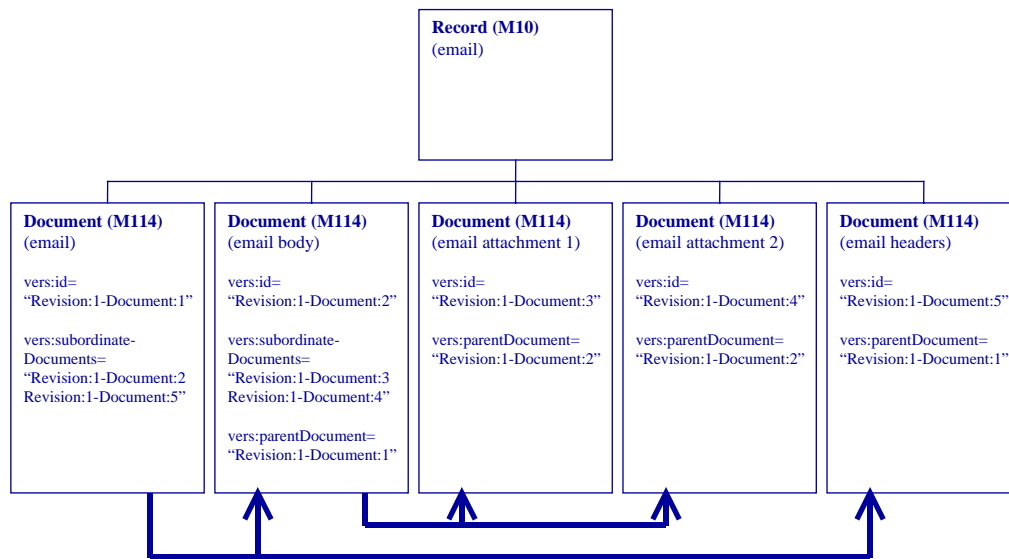 Record (M10)
(email)
Document (M114)
(email)
vers:id=
“Revision:1-Document:1”
vers:subordinate-
Documents=
“Revision:1-Document:2
Revision:1-Document:5”
Document (M114)
(email body)
vers:id=
“Revision:1-Document:2”
vers:subordinate-
Documents=
“Revision:1-Document:3
Revision:1-Document:4”
vers:parentDocument=
“Revision:1-Document:1”
Document (M114)
(email attachment 1)
vers:id=
“Revision:1-Document:3”
vers:parentDocument=
“Revision:1-Document:2”
Document (M114)
(email attachment 2)
vers:id=
“Revision:1-Document:4”
vers:parentDocument=
“Revision:1-Document:2”
Document (M114)
(email headers)
vers:id=
“Revision:1-Document:5”
vers:parentDocument=
“Revision:1-Document:1”